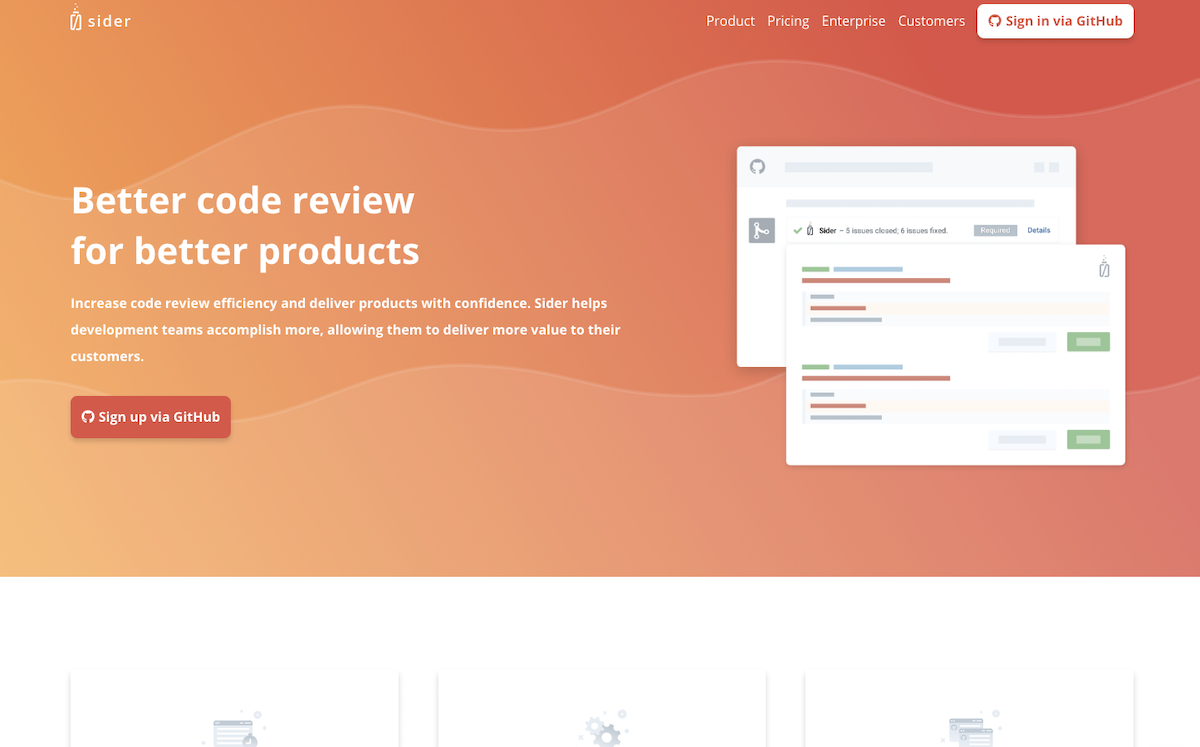 sider
Product Pricing Enterprise Customers Sign in via GitHub
Better code review
for better products
Increase code review efficiency and deliver products with confidence. Sider helps
development teams accomplish more, allowing them to deliver more value to their
customers.
Sign up via GitHub
Sider – 5 issues closed; 6 issues fixed. Required Details